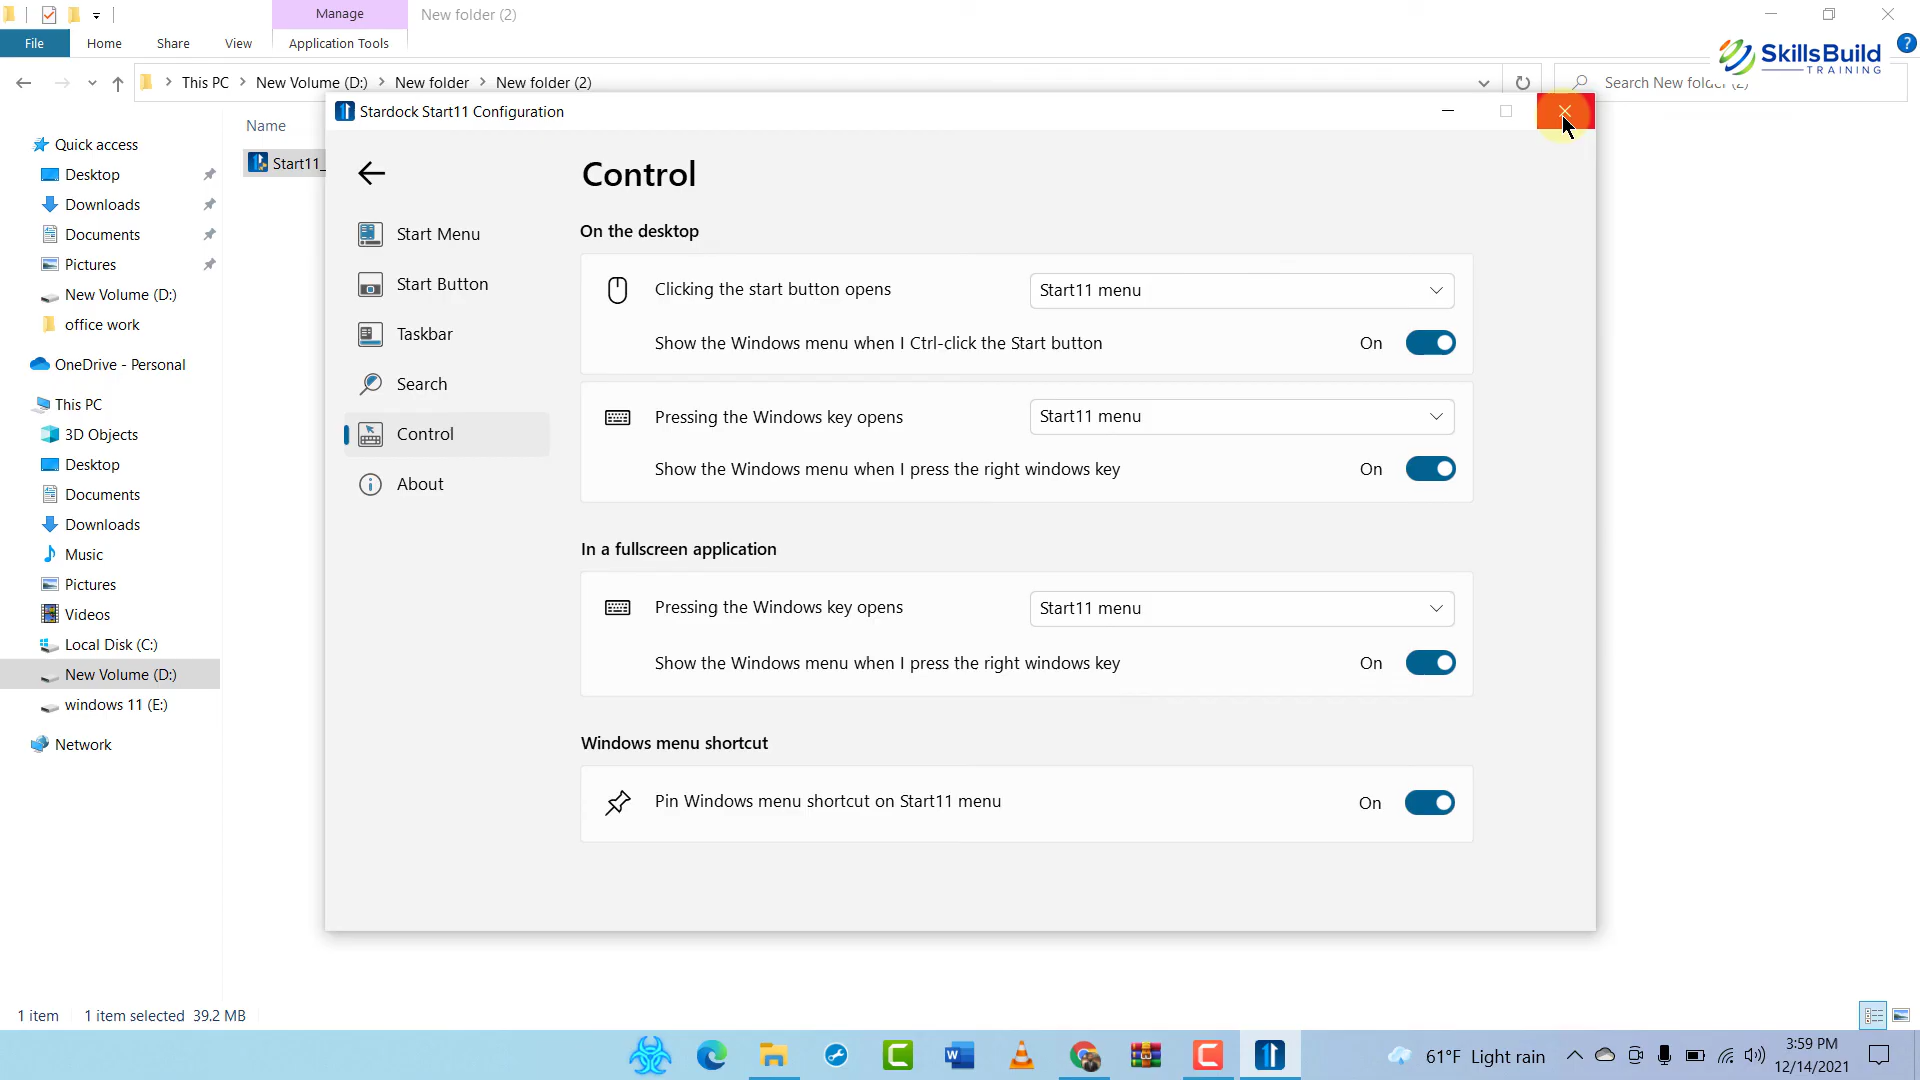 Manage
New folder (2)
File
Home
Share
View
Application Tools
SkillsBuild
TRAINING
This PC
New Volume (D:)
New folder
New folder (2)
Search New folder (2)
Name
Start11_
Quick access
Desktop
Downloads
Documents
Pictures
New Volume (D:)
office work
OneDrive - Personal
This PC
3D Objects
Desktop
Documents
Downloads
Music
Pictures
Videos
Local Disk (C:)
New Volume (D:)
windows 11 (E:)
Network
Stardock Start11 Configuration
Start Menu
Start Button
Taskbar
Search
Control
About
Control
On the desktop
Clicking the start button opens
Start11 menu
Show the Windows menu when I Ctrl-click the Start button
On
Pressing the Windows key opens
Start11 menu
Show the Windows menu when I press the right windows key
On
In a fullscreen application
Pressing the Windows key opens
Start11 menu
Show the Windows menu when I press the right windows key
On
Windows menu shortcut
Pin Windows menu shortcut on Start11 menu
On
1 item
1 item selected 39.2 MB
61°F Light rain
3:59 PM
12/14/2021